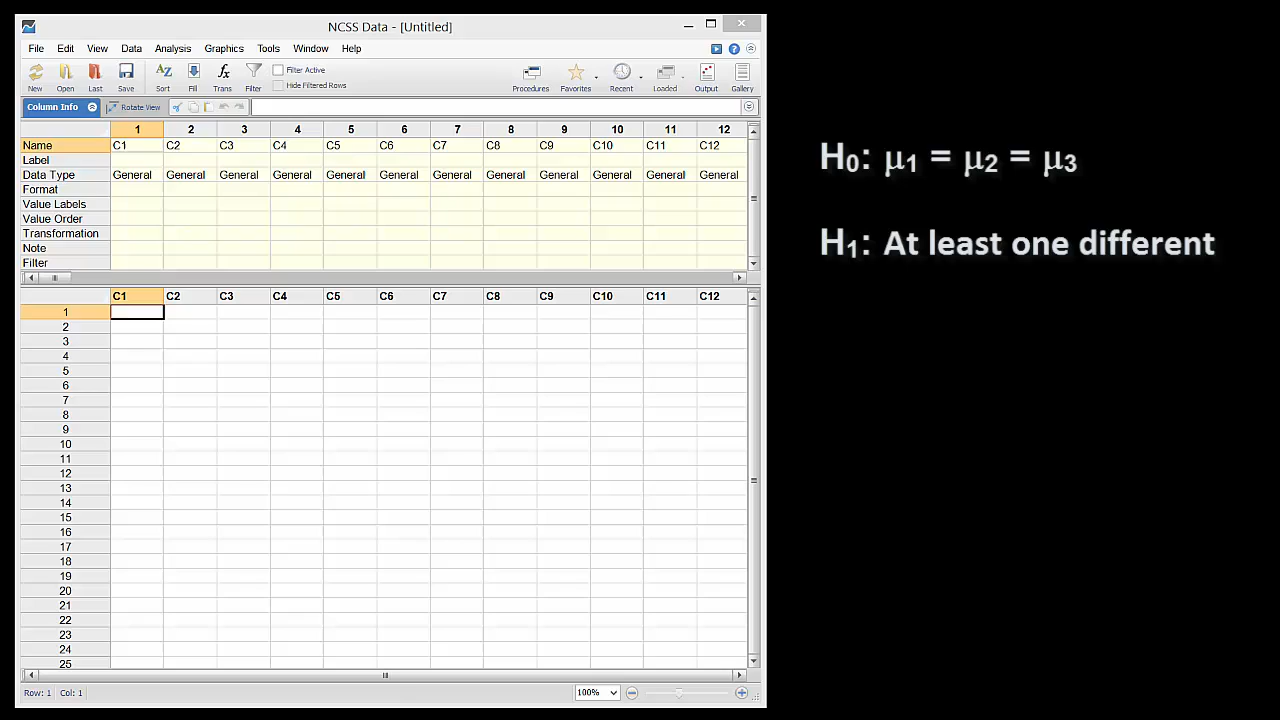 NCSS Data - [Untitled]
File Edit View Data Analysis Graphics Tools Window Help
Filter Active
Hide Filtered Rows
New Open Last Save Sort Fill Trans Filter Procedures Favorites Recent Loaded Output Gallery
Column Info Rotate View
1 2 3 4 5 6 7 8 9 10 11 12
Name C1 C2 C3 C4 C5 C6 C7 C8 C9 C10 C11 C12
Label
Data Type General General General General General General General General General General General General
Format
Value Labels
Value Order
Transformation
Note
Filter
C1 C2 C3 C4 C5 C6 C7 C8 C9 C10 C11 C12
1
2
3
4
5
6
7
8
9
10
11
12
13
14
15
16
17
18
19
20
21
22
23
24
25
Row: 1 Col: 1 100%
H₀: μ₁ = μ₂ = μ₃
H₁: At least one different